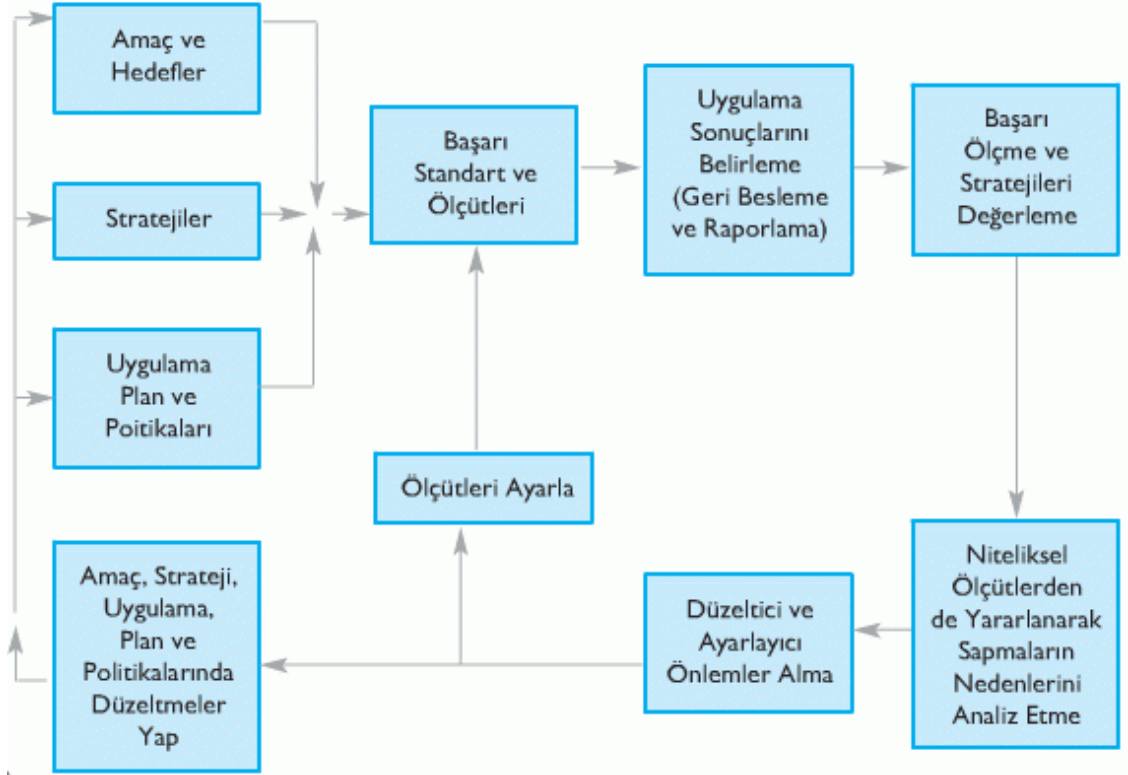 Amaç ve
Hedefler
Stratejiler
Uygulama
Plan ve
Poitikaları
Başarı
Standart ve
Ölçütleri
Uygulama
Sonuçlarını
Belirleme
(Geri Besleme
ve Raporlama)
Başarı
Ölçme ve
Stratejileri
Değerleme
Niteliksel
Ölçütlerden
de Yararlanarak
Sapmaların
Nedenlerini
Analiz Etme
Düzeltici ve
Ayarlayıcı
Önlemler Alma
Ölçütleri Ayarla
Amaç, Strateji,
Uygulama,
Plan ve
Politikalarında
Düzeltmeler
Yap